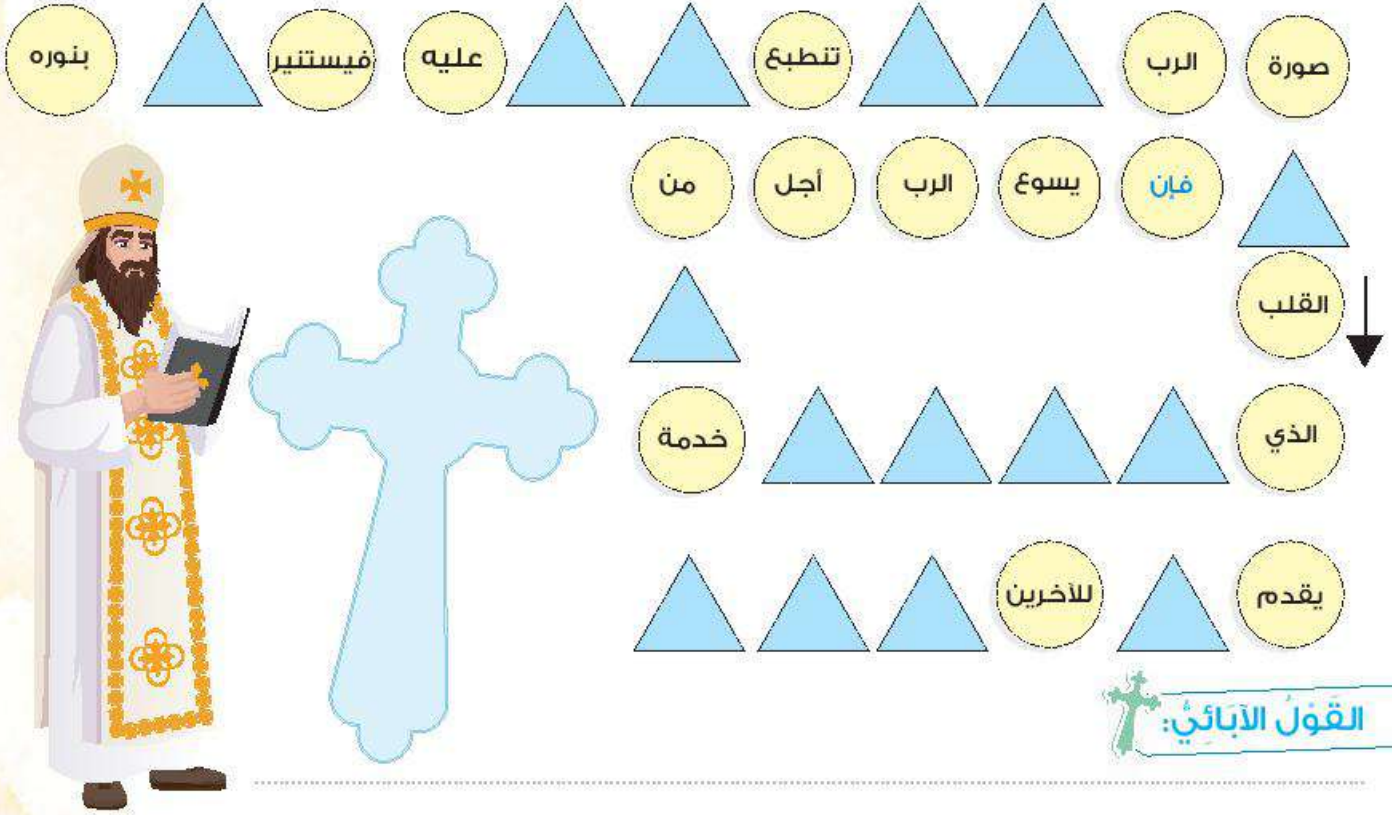 صورة الرب تنطبع عليه فيستنير بنوره
فإن يسوع الرب أجل من
القلب
الذي خدمة
يقدم للآخرين
القَوْلُ الآبَائِيُّ: